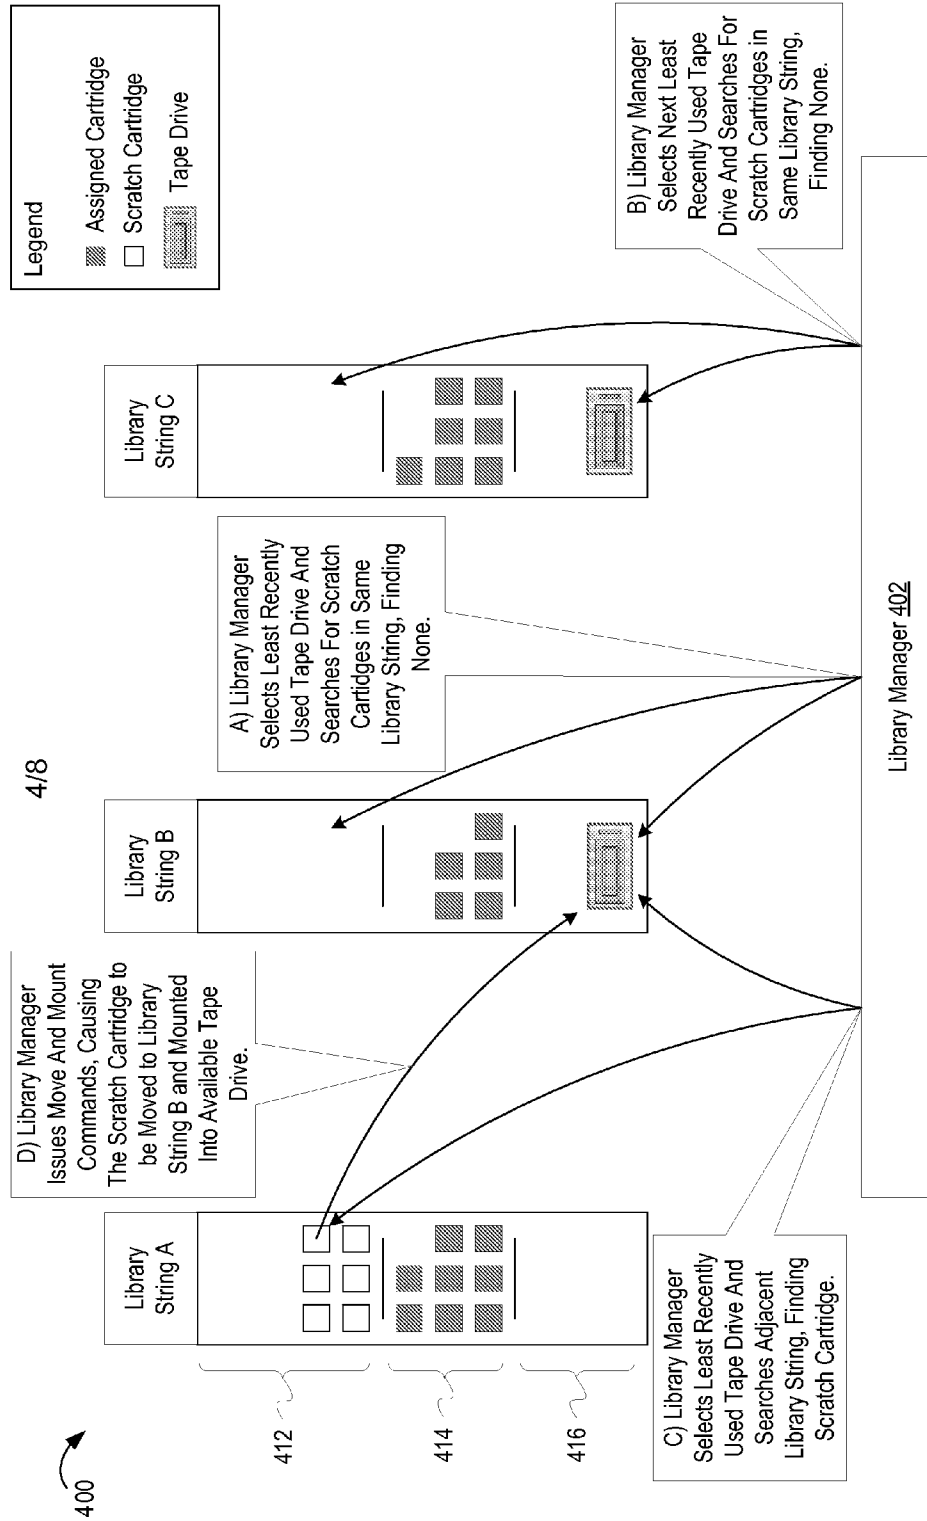 4/8
400
Legend
Assigned Cartridge
Scratch Cartridge
Tape Drive
D) Library Manager
Issues Move And Mount
Commands, Causing
The Scratch Cartridge to
be Moved to Library
String B and Mounted
Into Available Tape
Drive.
Library
String A
Library
String B
Library
String C
412
414
416
A) Library Manager
Selects Least Recently
Used Tape Drive And
Searches For Scratch
Cartidges in Same
Library String, Finding
None.
B) Library Manager
Selects Next Least
Recently Used Tape
Drive And Searches For
Scratch Cartridges in
Same Library String,
Finding None.
C) Library Manager
Selects Least Recently
Used Tape Drive And
Searches Adjacent
Library String, Finding
Scratch Cartridge.
Library Manager 402